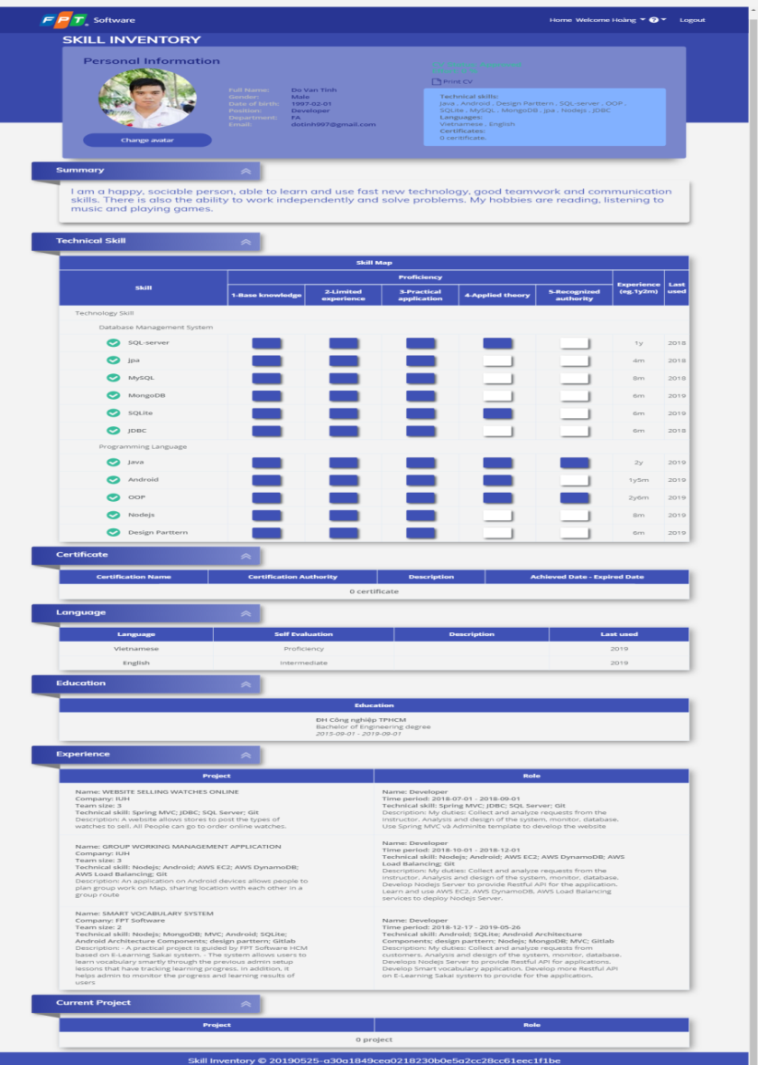 FPT Software
Home Welcome Hoàng Logout
SKILL INVENTORY
Personal Information
Print CV
Full Name: Do Van Tinh
Gender: Male
Date of birth: 1997-02-01
Position: Developer
Department: FA
Email: dotinh997@gmail.com
Technical skills:
Java , Android , Design Parttern , SQL-server , OOP ,
SQLite , MySQL , MongoDB , Jpa , Nodejs , JDBC
Languages:
Vietnamese , English
Certificates:
0 certificate.
Change avatar
Summary
I am a happy, sociable person, able to learn and use fast new technology, good teamwork and communication
skills. There is also the ability to work independently and solve problems. My hobbies are reading, listening to
music and playing games.
Technical Skill
Skill Map
Skill
Proficiency
Experience (eg.1y2m)
Last used
1-Base knowledge
2-Limited experience
3-Practical application
4-Applied theory
5-Recognized authority
Technology Skill
Database Management System
SQL-server 1y 2018
Jpa 4m 2018
MySQL 8m 2018
MongoDB 6m 2019
SQLite 6m 2019
JDBC 6m 2018
Programming Language
Java 2y 2019
Android 1y5m 2019
OOP 2y6m 2019
Nodejs 8m 2019
Design Parttern 6m 2019
Certificate
Certification Name Certification Authority Description Achieved Date - Expired Date
0 certificate
Language
Language Self Evaluation Description Last used
Vietnamese Proficiency 2019
English Intermediate 2019
Education
Education
ĐH Công nghiệp TPHCM
Bachelor of Engineering degree
2015-09-01 - 2019-09-01
Experience
Project Role
Name: WEBSITE SELLING WATCHES ONLINE
Company: IUH
Team size: 3
Technical skill: Spring MVC; JDBC; SQL Server; Git
Description: A website allows stores to post the types of
watches to sell. All People can go to order online watches.
Name: Developer
Time period: 2018-07-01 - 2018-09-01
Technical skill: Spring MVC; JDBC; SQL Server; Git
Description: My duties: Collect and analyze requests from the
instructor. Analysis and design of the system, monitor, database.
Use Spring MVC và Adminlte template to develop the website
Name: GROUP WORKING MANAGEMENT APPLICATION
Company: IUH
Team size: 3
Technical skill: Nodejs; Android; AWS EC2; AWS DynamoDB;
AWS Load Balancing; Git
Description: An application on Android devices allows people to
plan group work on Map, sharing location with each other in a
group route
Name: Developer
Time period: 2018-10-01 - 2018-12-01
Technical skill: Nodejs; Android; AWS EC2; AWS DynamoDB; AWS
Load Balancing; Git
Description: My duties: Collect and analyze requests from the
instructor. Analysis and design of the system, monitor, database.
Develop Nodejs Server to provide Restful API for the application.
Learn and use AWS EC2, AWS DynamoDB, AWS Load Balancing
services to deploy Nodejs Server.
Name: SMART VOCABULARY SYSTEM
Company: FPT Software
Team size: 2
Technical skill: Nodejs; MongoDB; MVC; Android; SQLite;
Android Architecture Components; design parttern; Gitlab
Description: - A practical project is guided by FPT Software HCM
based on E-Learning Sakai system. - The system allows users to
learn vocabulary smartly through the previous admin setup
lessons that have tracking learning progress. In addition, it
helps admin to monitor the progress and learning results of
users
Name: Developer
Time period: 2018-12-17 - 2019-05-26
Technical skill: Android; SQLite; Android Architecture
Components; design parttern; Nodejs; MongoDB; MVC; Gitlab
Description: My duties: Collect and analyze requests from
customers. Analysis and design of the system, monitor, database.
Develops Nodejs Server to provide Restful API for applications.
Develop Smart vocabulary application. Develop more Restful API
on E-Learning Sakai system to provide for the application.
Current Project
Project Role
0 project
Skill Inventory © 20190525-a30a1849cea0218230b0e5a2cc28cc61eec1f1be